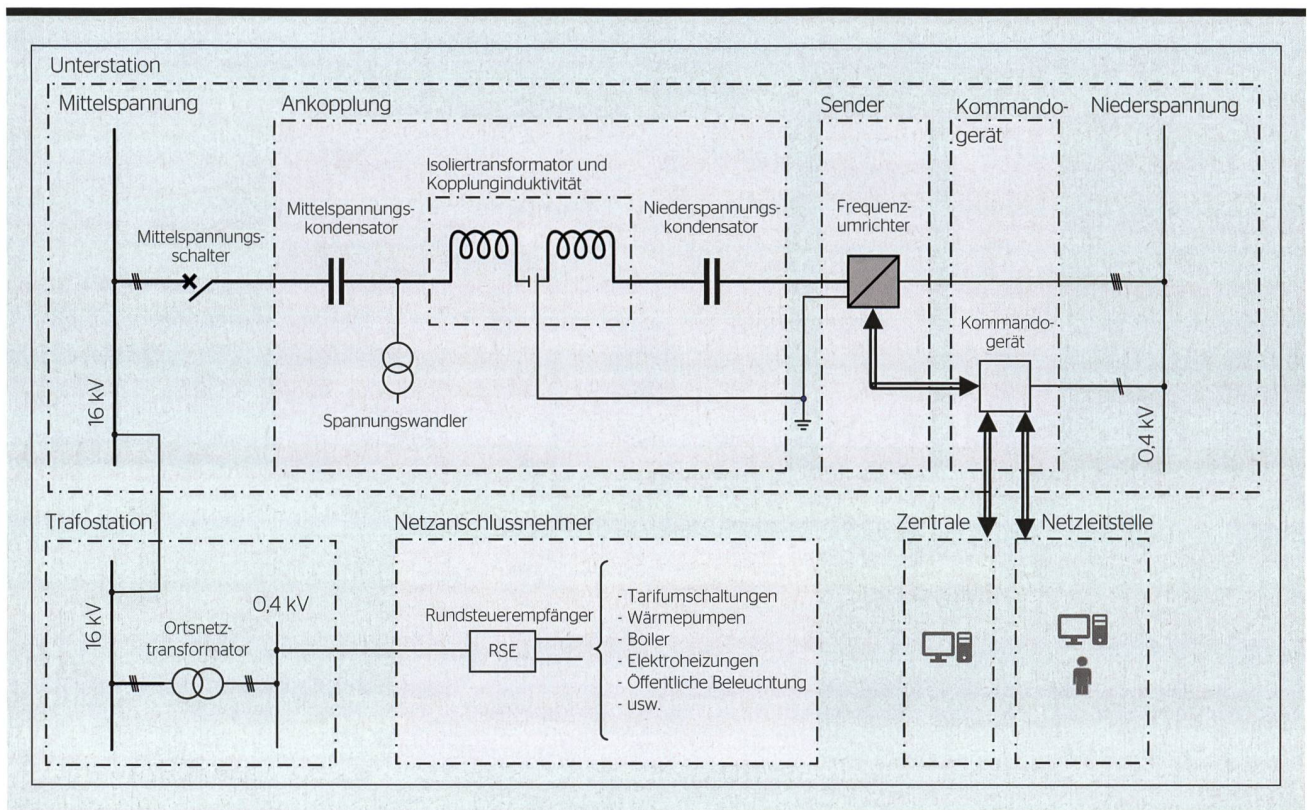 Unterstation
Mittelspannung
Ankopplung
Sender
Kommando-
gerät
Niederspannung
Isoliertransformator und
Kopplunginduktivität
Mittelspannungs-
kondensator
Niederspannungs-
kondensator
Frequenz-
umrichter
Mittelspannungs-
schalter
Kommando-
gerät
16 kV
Spannungswandler
0,4 kV
Trafostation
Netzanschlussnehmer
Zentrale
Netzleitstelle
16 kV
Ortsnetz-
transformator
0,4 kV
Rundsteuerempfänger
RSE
- Tarifumschaltungen
- Wärmepumpen
- Boiler
- Elektroheizungen
- Öffentliche Beleuchtung
- usw.